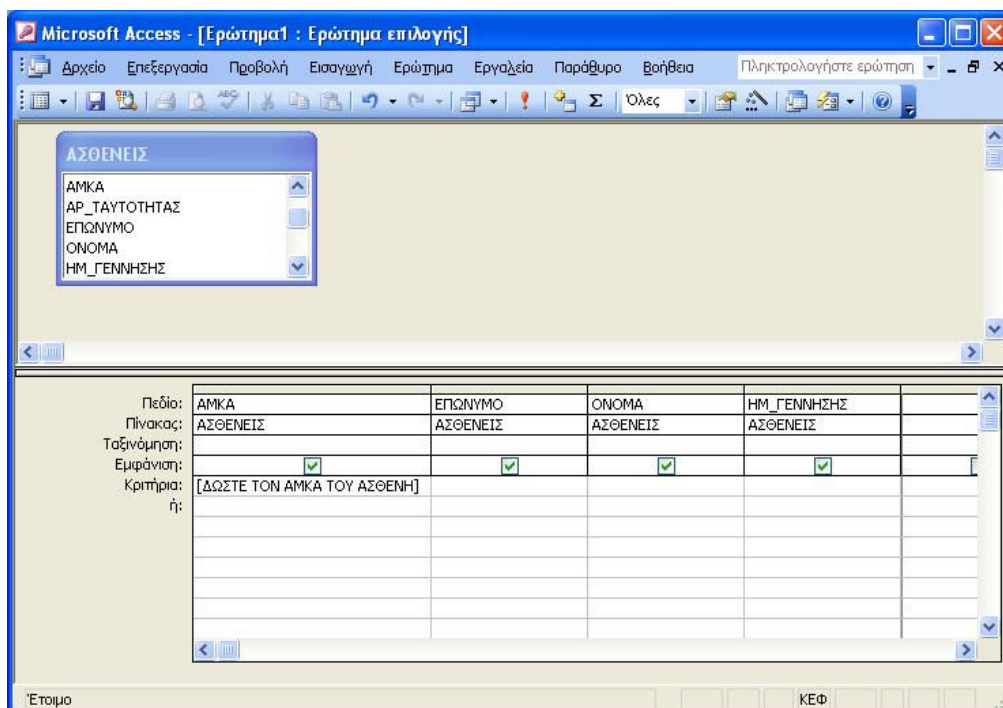 Microsoft Access - [Ερώτημα1 : Ερώτημα επιλογής]
Αρχείο Επεξεργασία Προβολή Εισαγωγή Ερώτημα Εργαλεία Παράθυρο Βοήθεια Πληκτρολογήστε ερώτηση
Όλες
ΑΣΘΕΝΕΙΣ
ΑΜΚΑ
ΑΡ_ΤΑΥΤΟΤΗΤΑΣ
ΕΠΩΝΥΜΟ
ΟΝΟΜΑ
ΗΜ_ΓΕΝΝΗΣΗΣ
Πεδίο: ΑΜΚΑ ΕΠΩΝΥΜΟ ΟΝΟΜΑ ΗΜ_ΓΕΝΝΗΣΗΣ
Πίνακας: ΑΣΘΕΝΕΙΣ ΑΣΘΕΝΕΙΣ ΑΣΘΕΝΕΙΣ ΑΣΘΕΝΕΙΣ
Ταξινόμηση:
Εμφάνιση:
Κριτήρια: [ΔΩΣΤΕ ΤΟΝ ΑΜΚΑ ΤΟΥ ΑΣΘΕΝΗ]
ή:
Έτοιμο ΚΕΦ